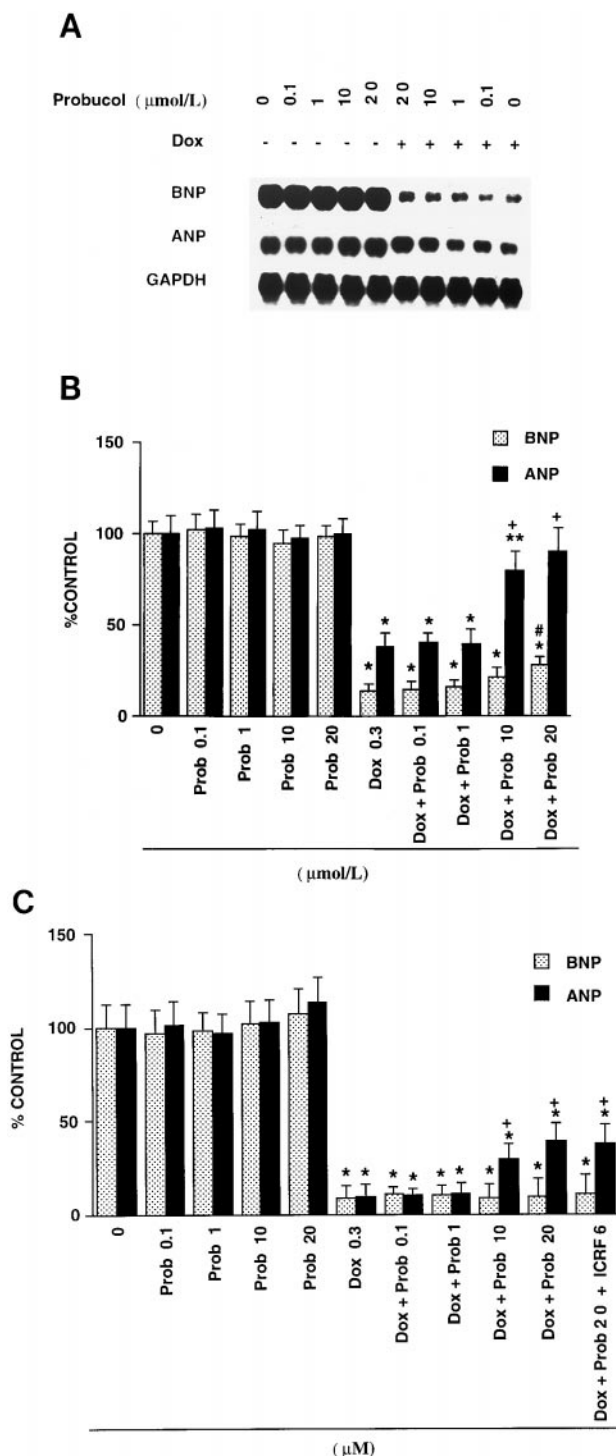 A
Probucol (μmol/L) 0 0.1 1 10 20 20 10 1 0.1 0
Dox - - - - - + + + + +
BNP
ANP
GAPDH
B
150
100
50
0
%CONTROL
BNP
ANP
* * * * * * * + ** # * +
0
Prob 0.1
Prob 1
Prob 10
Prob 20
Dox 0.3
Dox + Prob 0.1
Dox + Prob 1
Dox + Prob 10
Dox + Prob 20
(μmol/L)
C
150
100
50
0
% CONTROL
BNP
ANP
* * * * * * * + * * + * * + *
0
Prob 0.1
Prob 1
Prob 10
Prob 20
Dox 0.3
Dox + Prob 0.1
Dox + Prob 1
Dox + Prob 10
Dox + Prob 20
Dox + Prob 2 0 + ICRF 6
(μM)